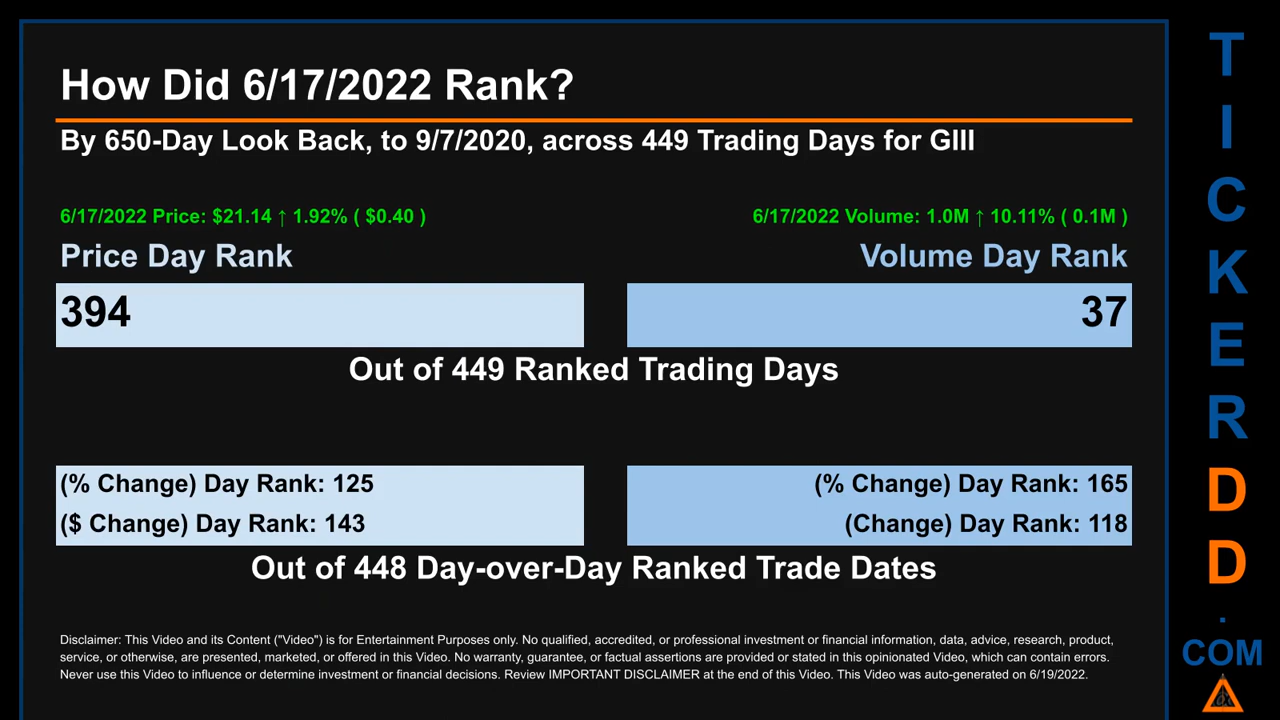 How Did 6/17/2022 Rank?
By 650-Day Look Back, to 9/7/2020, across 449 Trading Days for GIII
6/17/2022 Price: $21.14 ↑ 1.92% ( $0.40 )
6/17/2022 Volume: 1.0M ↑ 10.11% ( 0.1M )
Price Day Rank
Volume Day Rank
394
37
Out of 449 Ranked Trading Days
(% Change) Day Rank: 125
(% Change) Day Rank: 165
($ Change) Day Rank: 143
(Change) Day Rank: 118
Out of 448 Day-over-Day Ranked Trade Dates
Disclaimer: This Video and its Content ("Video") is for Entertainment Purposes only. No qualified, accredited, or professional investment or financial information, data, advice, research, product,
service, or otherwise, are presented, marketed, or offered in this Video. No warranty, guarantee, or factual assertions are provided or stated in this opinionated Video, which can contain errors.
Never use this Video to influence or determine investment or financial decisions. Review IMPORTANT DISCLAIMER at the end of this Video. This Video was auto-generated on 6/19/2022.
T
I
C
K
E
R
D
D
.
COM